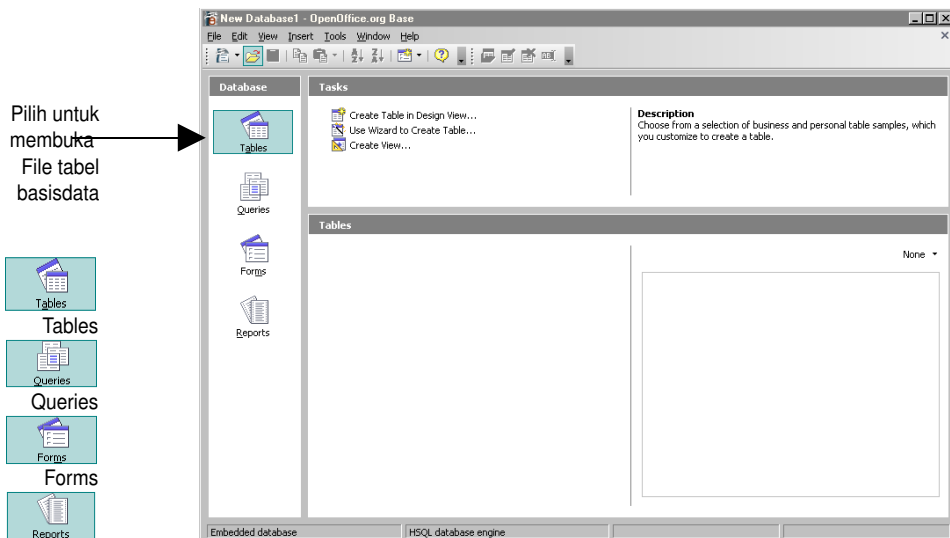 New Database1 - OpenOffice.org Base
File Edit View Insert Tools Window Help
Database
Tasks
Pilih untuk
membuka
File tabel
basisdata
Tables
Queries
Forms
Reports
Create Table in Design View...
Use Wizard to Create Table...
Create View...
Description
Choose from a selection of business and personal table samples, which
you customize to create a table.
Tables
None
Tables
Tables
Queries
Queries
Forms
Forms
Reports
Embedded database
HSQL database engine